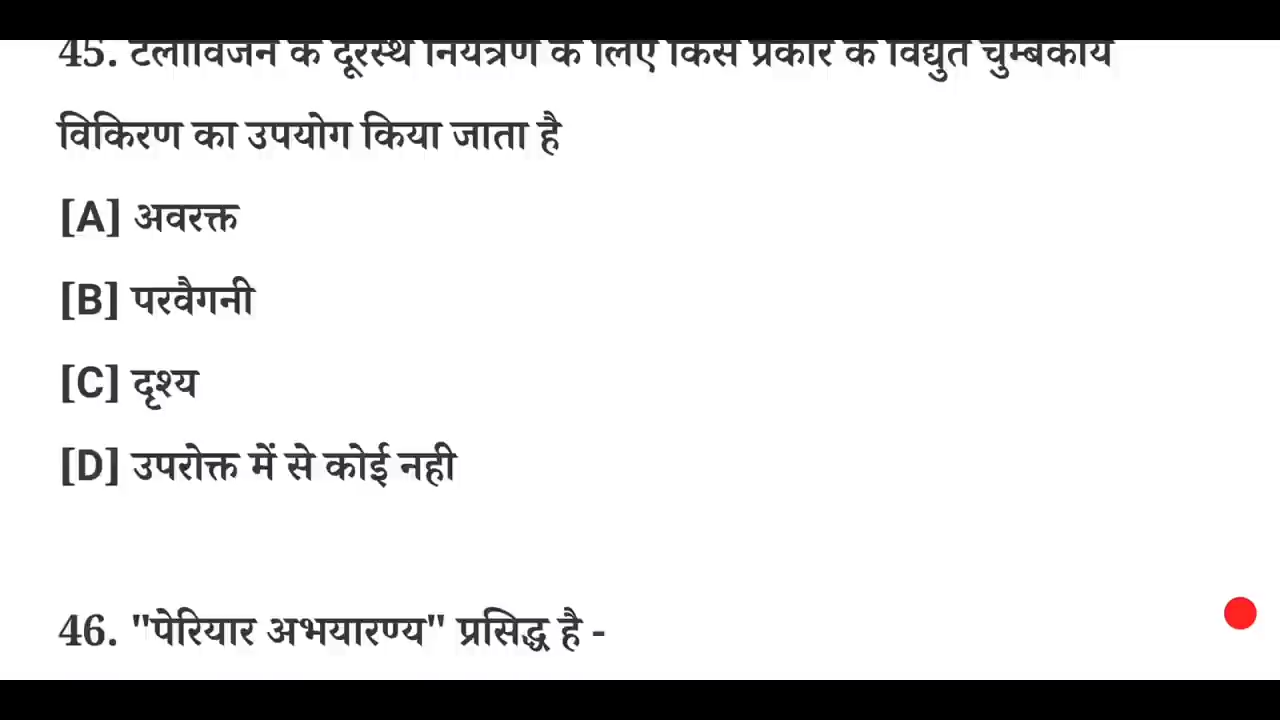 45. टेलीविजन के दूरस्थ नियंत्रण के लिए किस प्रकार के विद्युत चुम्बकीय
विकिरण का उपयोग किया जाता है
[A] अवरक्त
[B] परवैगनी
[C] दृश्य
[D] उपरोक्त में से कोई नही
46. "पेरियार अभयारण्य" प्रसिद्ध है -